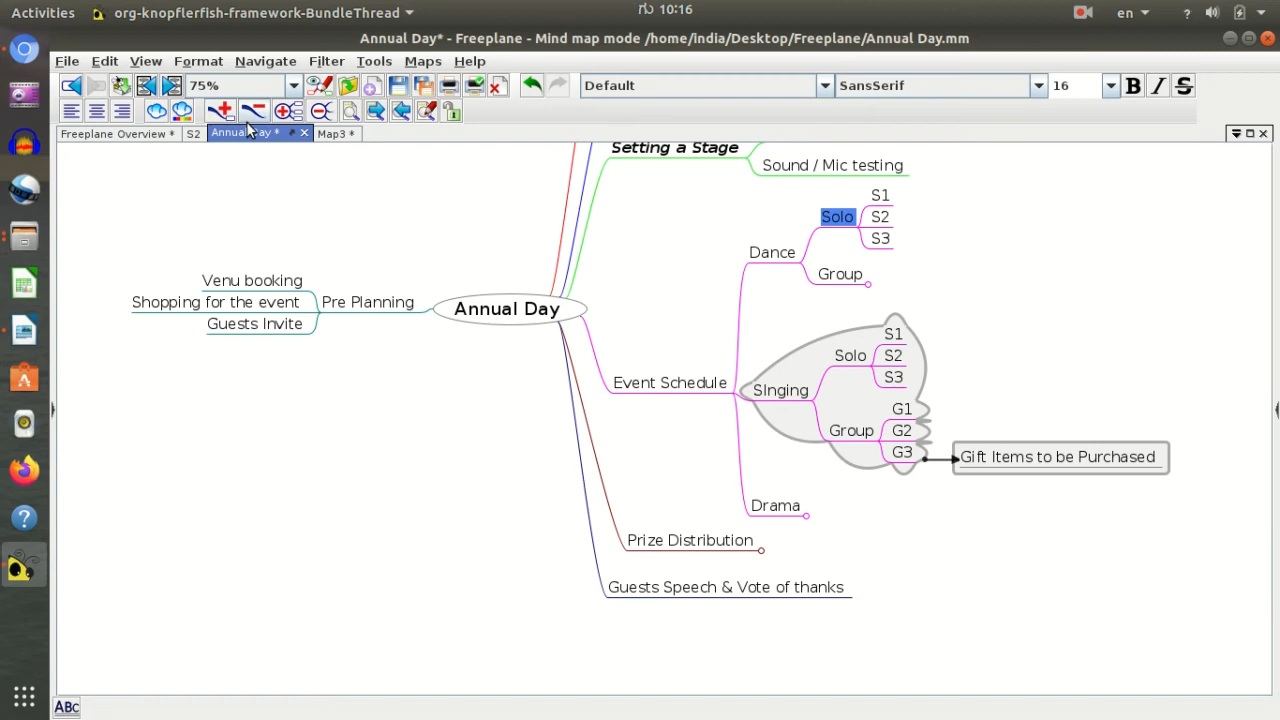 Activities
org-knopflerfish-framework-BundleThread
10:16
en
Annual Day* - Freeplane - Mind map mode /home/india/Desktop/Freeplane/Annual Day.mm
File Edit View Format Navigate Filter Tools Maps Help
75%
Default
SansSerif
16
B I S
Freeplane Overview *
S2
Map3 *
Setting a Stage
Sound / Mic testing
S1
Solo
S2
S3
Dance
Group
Venu booking
Shopping for the event
Pre Planning
Guests Invite
Annual Day
S1
Solo
S2
S3
Event Schedule
SInging
G1
Group
G2
G3
Gift Items to be Purchased
Drama
Prize Distribution
Guests Speech & Vote of thanks
ABc